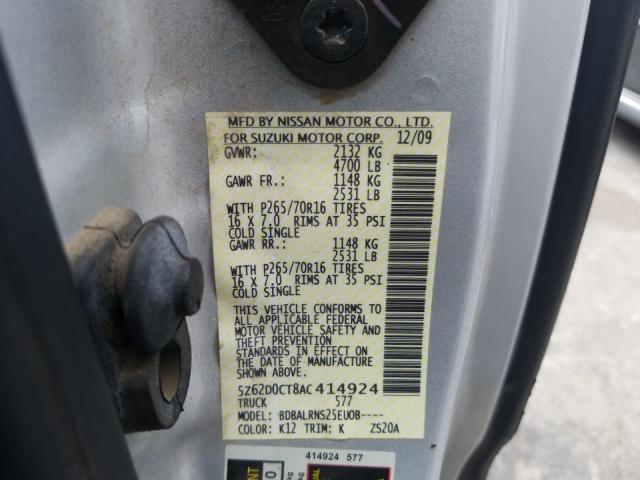 MFD BY NISSAN MOTOR CO., LTD.
FOR SUZUKI MOTOR CORP. 12/09
GVWR: 2132 KG
4700 LB
GAWR FR.: 1148 KG
2531 LB
WITH P265/70R16 TIRES
16 X 7.0 RIMS AT 35 PSI
COLD SINGLE
GAWR RR.: 1148 KG
2531 LB
WITH P265/70R16 TIRES
16 X 7.0 RIMS AT 35 PSI
COLD SINGLE
THIS VEHICLE CONFORMS TO
ALL APPLICABLE FEDERAL
MOTOR VEHICLE SAFETY AND
THEFT PREVENTION
STANDARDS IN EFFECT ON
THE DATE OF MANUFACTURE
SHOWN ABOVE.
5Z62D0CT8AC414924
TRUCK 577
MODEL: BDBALRNS25EU0B----
COLOR: K12 TRIM: K ZS20A
414924 577